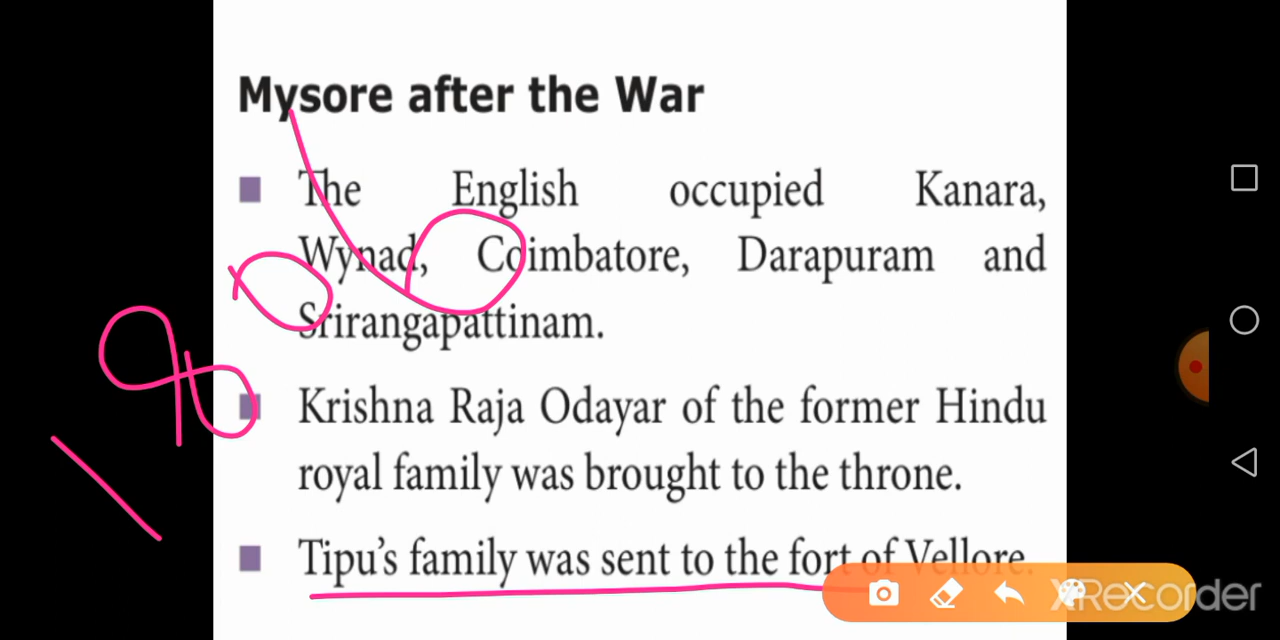 Mysore after the War
The English occupied Kanara,
Wynad, Coimbatore, Darapuram and
Srirangapattinam.
Krishna Raja Odayar of the former Hindu
royal family was brought to the throne.
Tipu's family was sent to the fort of Vellore.
XRecorder